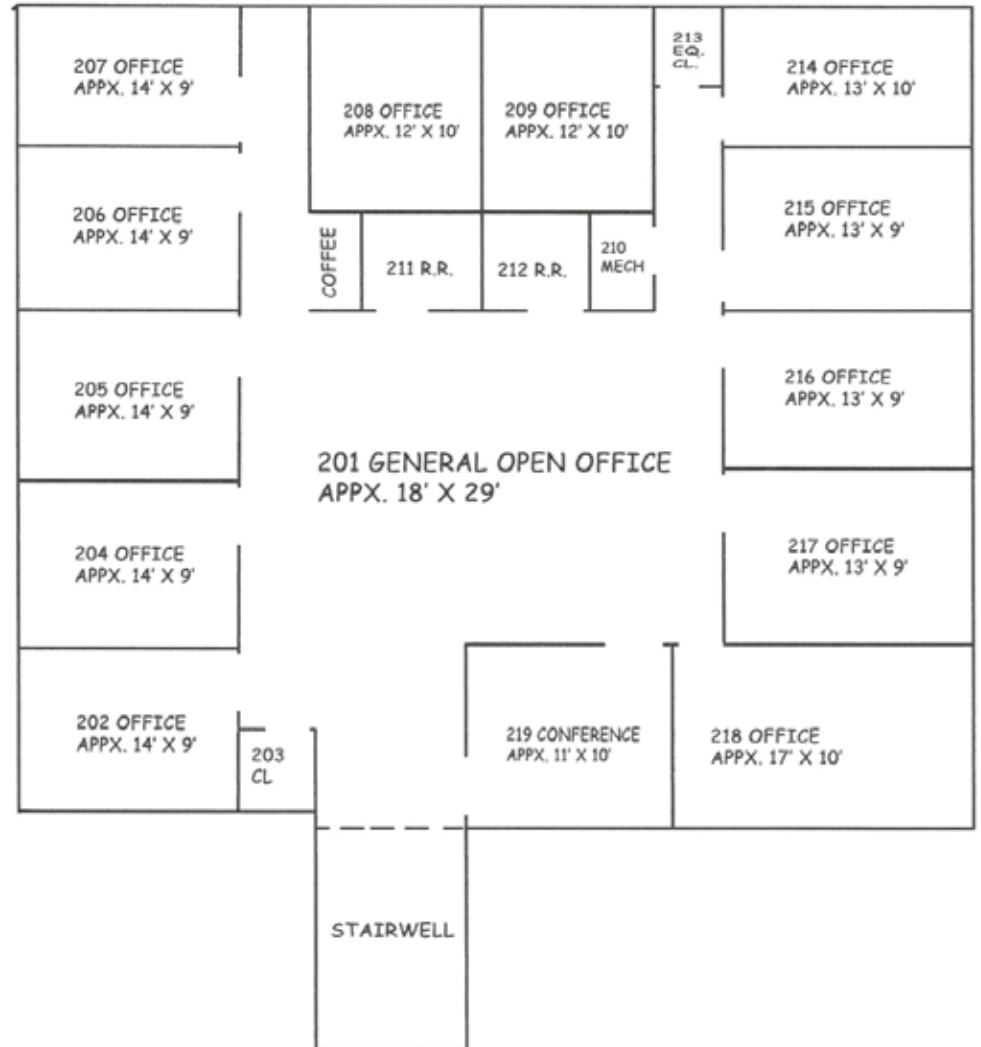 207 OFFICE
APPX. 14' X 9'
208 OFFICE
APPX. 12' X 10'
209 OFFICE
APPX. 12' X 10'
213
EQ.
CL.
214 OFFICE
APPX. 13' X 10'
206 OFFICE
APPX. 14' X 9'
COFFEE
211 R.R.
212 R.R.
210
MECH
215 OFFICE
APPX. 13' X 9'
205 OFFICE
APPX. 14' X 9'
216 OFFICE
APPX. 13' X 9'
201 GENERAL OPEN OFFICE
APPX. 18' X 29'
204 OFFICE
APPX. 14' X 9'
217 OFFICE
APPX. 13' X 9'
202 OFFICE
APPX. 14' X 9'
203
CL
219 CONFERENCE
APPX. 11' X 10'
218 OFFICE
APPX. 17' X 10'
STAIRWELL